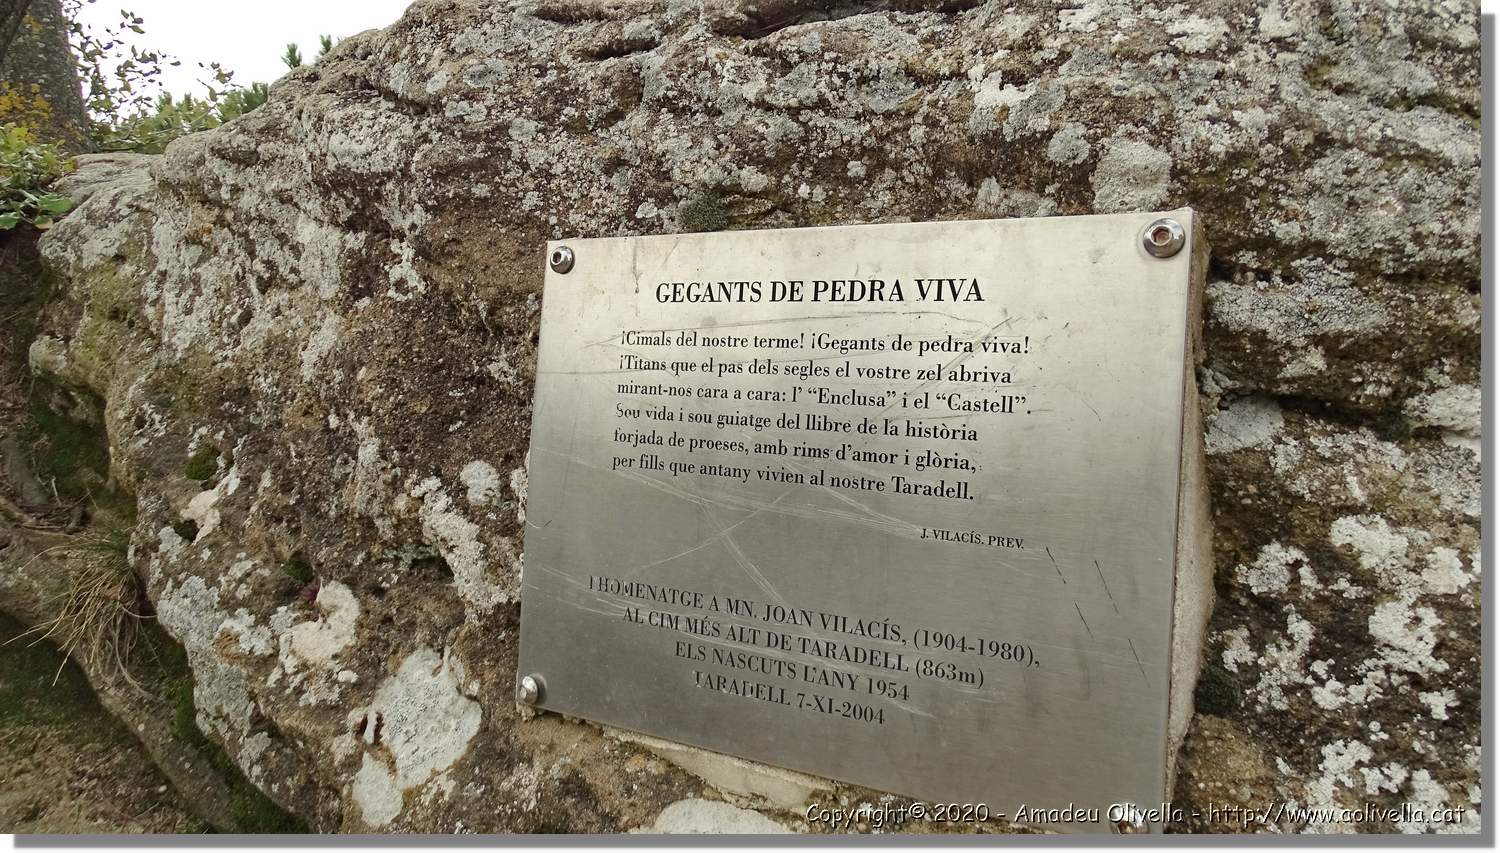 GEGANTS DE PEDRA VIVA
¡Cimals del nostre terme! ¡Gegants de pedra viva!
¡Titans que el pas dels segles el vostre zel abriva
mirant-nos cara a cara: l' “Enclusa” i el “Castell”.
Sou vida i sou guiatge del llibre de la història
forjada de proeses, amb rims d'amor i glòria,
per fills que antany vivien al nostre Taradell.
J. VILACÍS. PREV.
HOMENATGE A MN. JOAN VILACÍS, (1904-1980),
AL CIM MÉS ALT DE TARADELL (863m)
ELS NASCUTS L'ANY 1954
TARADELL 7-XI-2004
Copyright© 2020 - Amadeu Olivella - http://www.aolivella.cat